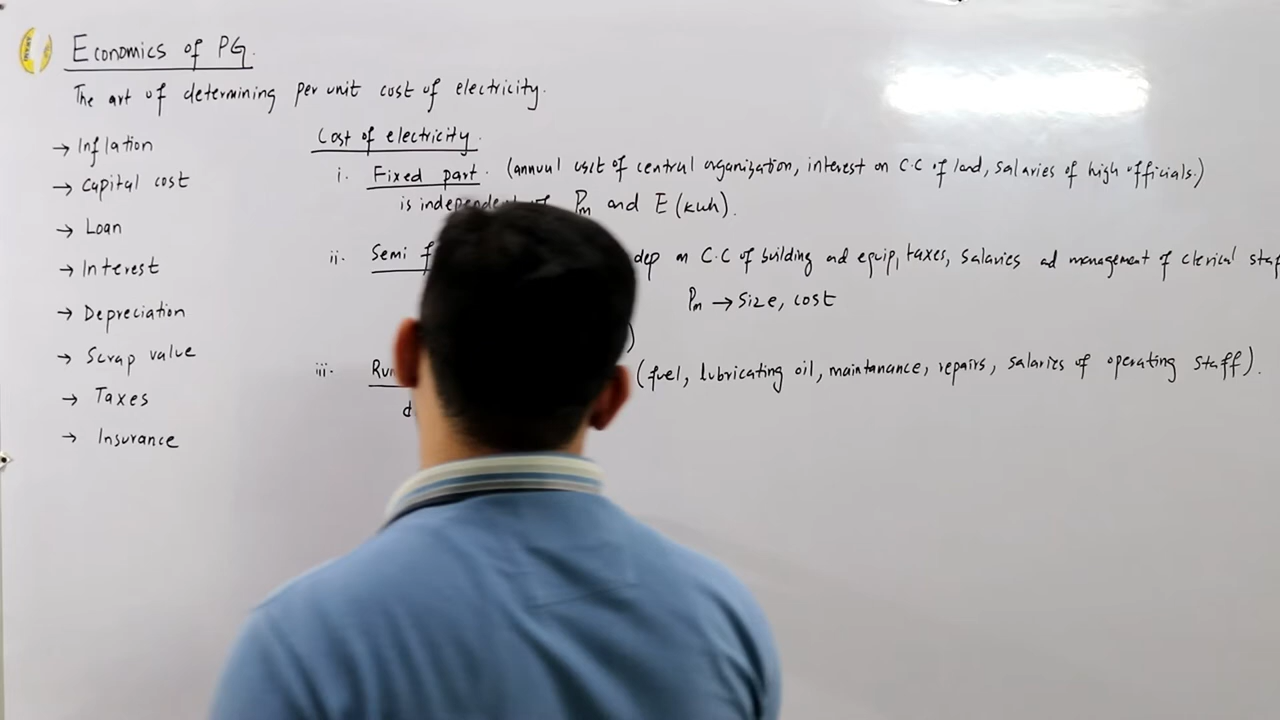 Economics of PG.
The art of determining per unit cost of electricity.
→ Inflation
→ Capital cost
→ Loan
→ Interest
→ Depreciation
→ Scrap value
→ Taxes
→ Insurance
Cost of electricity.
i. Fixed part. (annual cost of central organization, interest on C.C of land, salaries of high officials.)
is independent of Pm and E (kwh).
ii. Semi
dep on C.C of building and equip, taxes, salaries and management of clerical
Pm → Size, cost
)
iii. (fuel, lubricating oil, maintanance, repairs, salaries of operating staff).